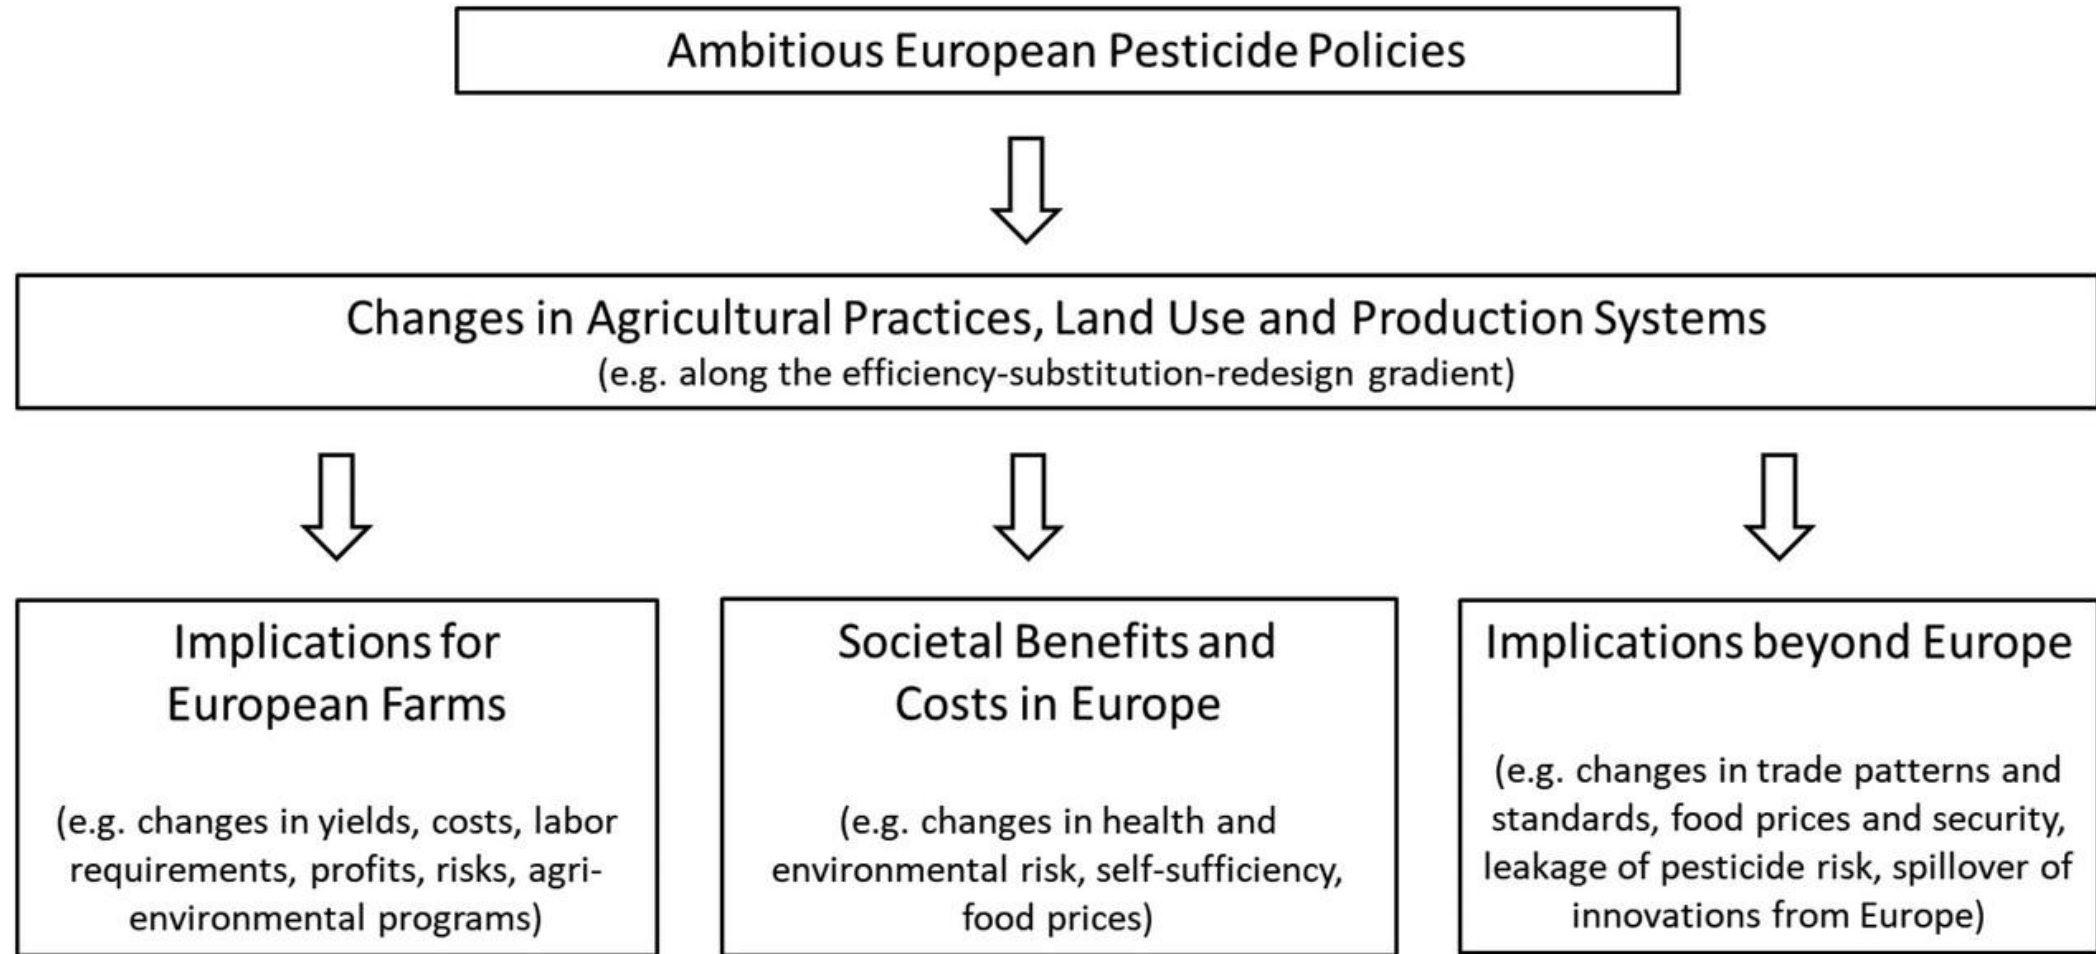 Ambitious European Pesticide Policies
Changes in Agricultural Practices, Land Use and Production Systems
(e.g. along the efficiency-substitution-redesign gradient)
Implications for
European Farms
(e.g. changes in yields, costs, labor
requirements, profits, risks, agri-
environmental programs)
Societal Benefits and
Costs in Europe
(e.g. changes in health and
environmental risk, self-sufficiency,
food prices)
Implications beyond Europe
(e.g. changes in trade patterns and
standards, food prices and security,
leakage of pesticide risk, spillover of
innovations from Europe)